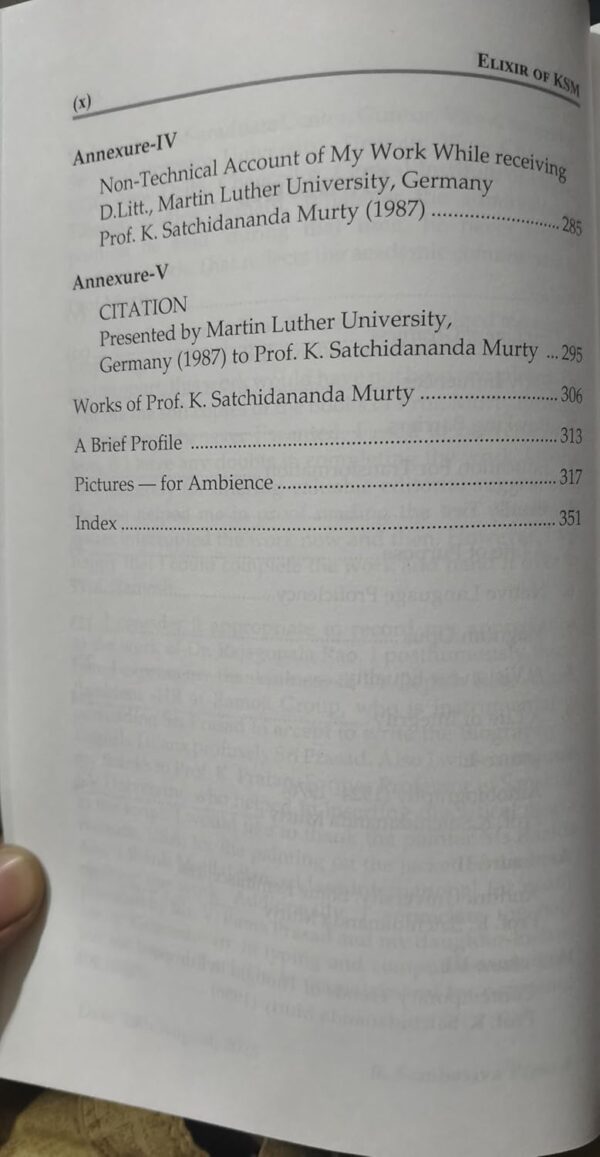 (x)
ELIXIR OF KSM
Annexure-IV
Non-Technical Account of My Work While receiving
D.Litt., Martin Luther University, Germany
Prof. K. Satchidananda Murty (1987) ........................ 285
Annexure-V
CITATION
Presented by Martin Luther University,
Germany (1987) to Prof. K. Satchidananda Murty ... 295
Works of Prof. K. Satchidananda Murty ........................ 306
A Brief Profile ................................................................ 313
Pictures — for Ambience ................................................ 317
Index ............................................................................ 351